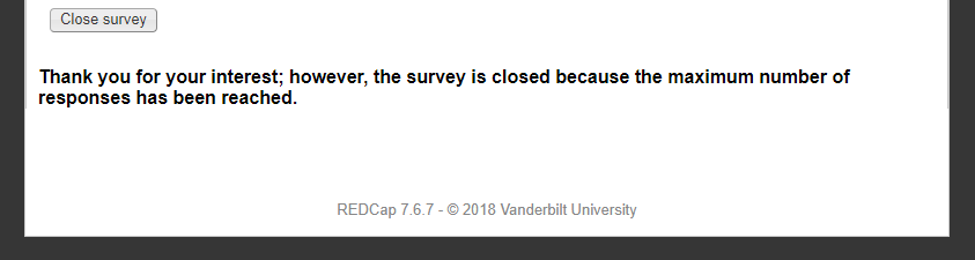 Close survey
Thank you for your interest; however, the survey is closed because the maximum number of
responses has been reached.
REDCap 7.6.7 - © 2018 Vanderbilt University